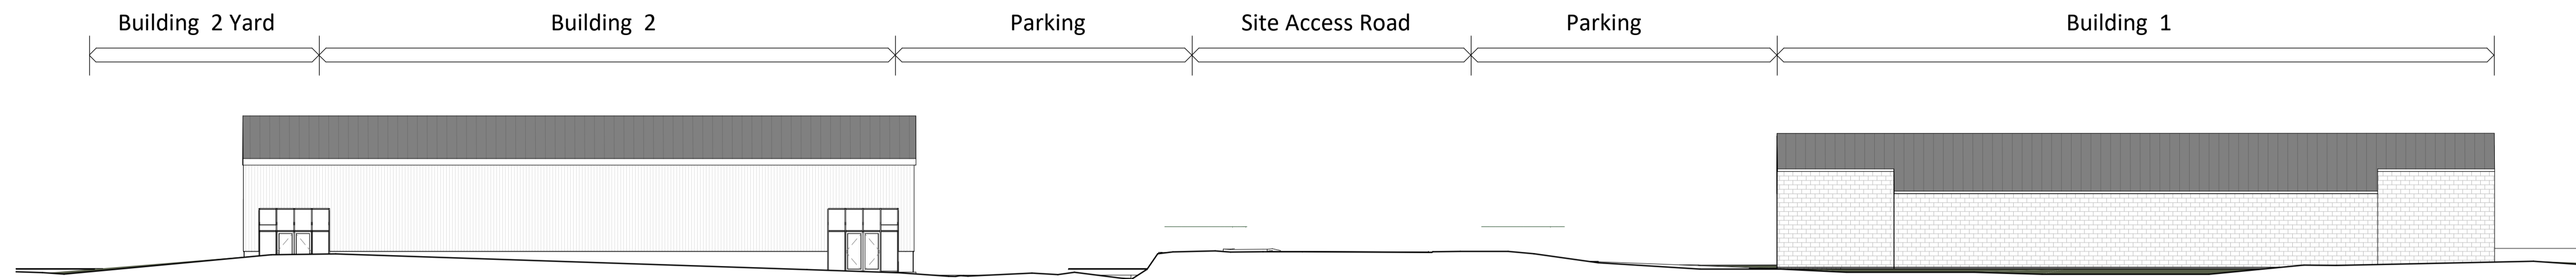 Building 2 Yard
Building 2
Parking
Site Access Road
Parking
Building 1